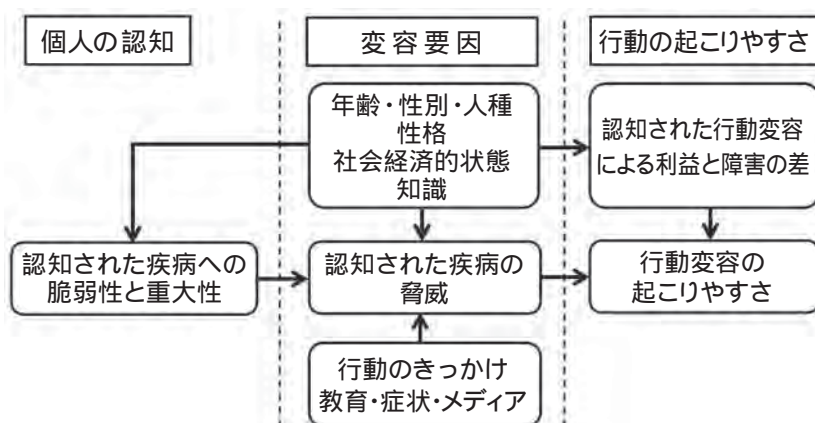 個人の認知
変容要因
行動の起こりやすさ
年齢・性別・人種
性格
社会経済的状態
知識
認知された行動変容
による利益と障害の差
認知された疾病への
脆弱性と重大性
認知された疾病の
脅威
行動変容の
起こりやすさ
行動のきっかけ
教育・症状・メディア